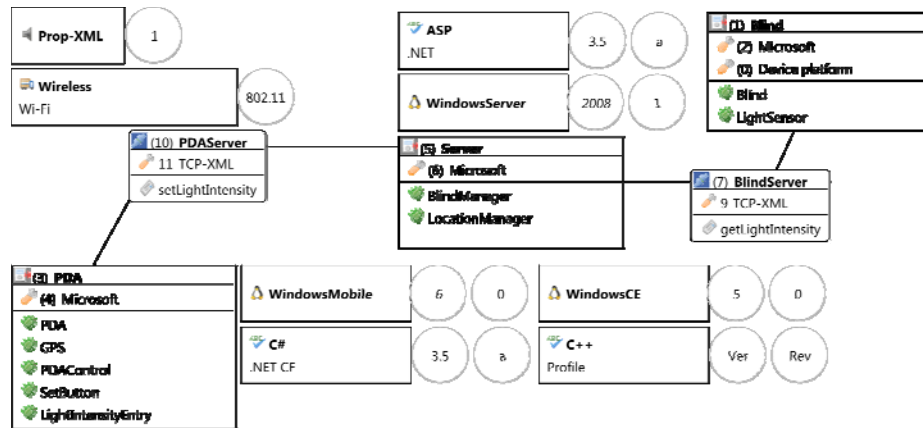 Prop-XML 1
Wireless
Wi-Fi
802.11
ASP
.NET
3.5 a
WindowsServer 2008 1
(1) Blind
(2) Microsoft
(0) Device platform
Blind
LightSensor
(10) PDAServer
11 TCP-XML
setLightIntensity
(5) Server
(6) Microsoft
BlindManager
LocationManager
(7) BlindServer
9 TCP-XML
getLightIntensity
(3) PDA
(4) Microsoft
PDA
GPS
PDAControl
SetButton
LightIntensityEntry
WindowsMobile 6 0
C#
.NET CF
3.5 a
WindowsCE 5 0
C++
Profile
Ver Rev